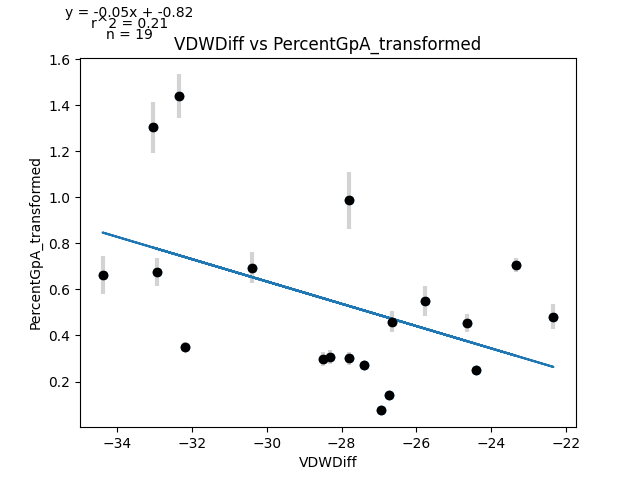 y = -0.05x + -0.82
r^2 = 0.21
n = 19
VDWDiff vs PercentGpA_transformed
1.6
1.4
1.2
1.0
0.8
0.6
0.4
0.2
PercentGpA_transformed
−34 −32 −30 −28 −26 −24 −22
VDWDiff